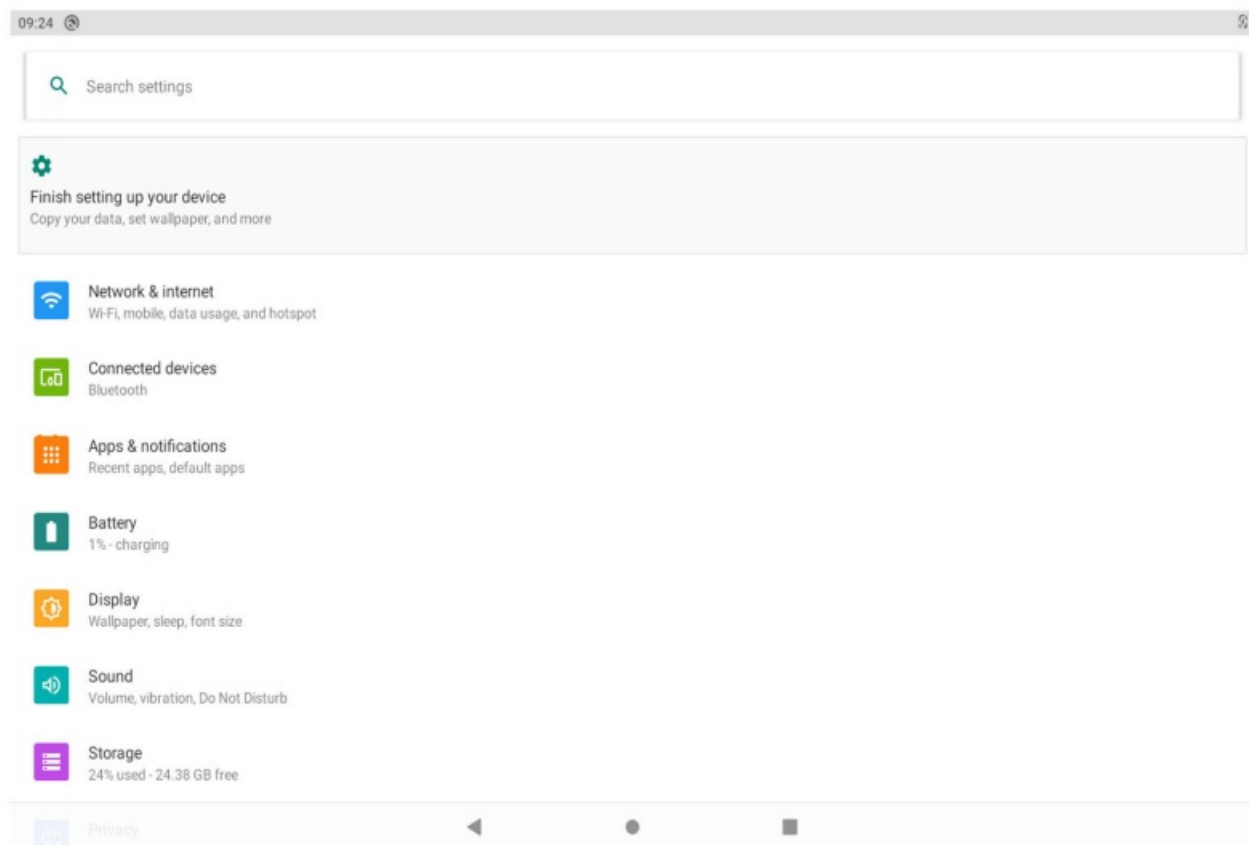 09:24
Search settings
Finish setting up your device
Copy your data, set wallpaper, and more
Network & internet
Wi-Fi, mobile, data usage, and hotspot
Connected devices
Bluetooth
Apps & notifications
Recent apps, default apps
Battery
1% - charging
Display
Wallpaper, sleep, font size
Sound
Volume, vibration, Do Not Disturb
Storage
24% used - 24.38 GB free
Privacy